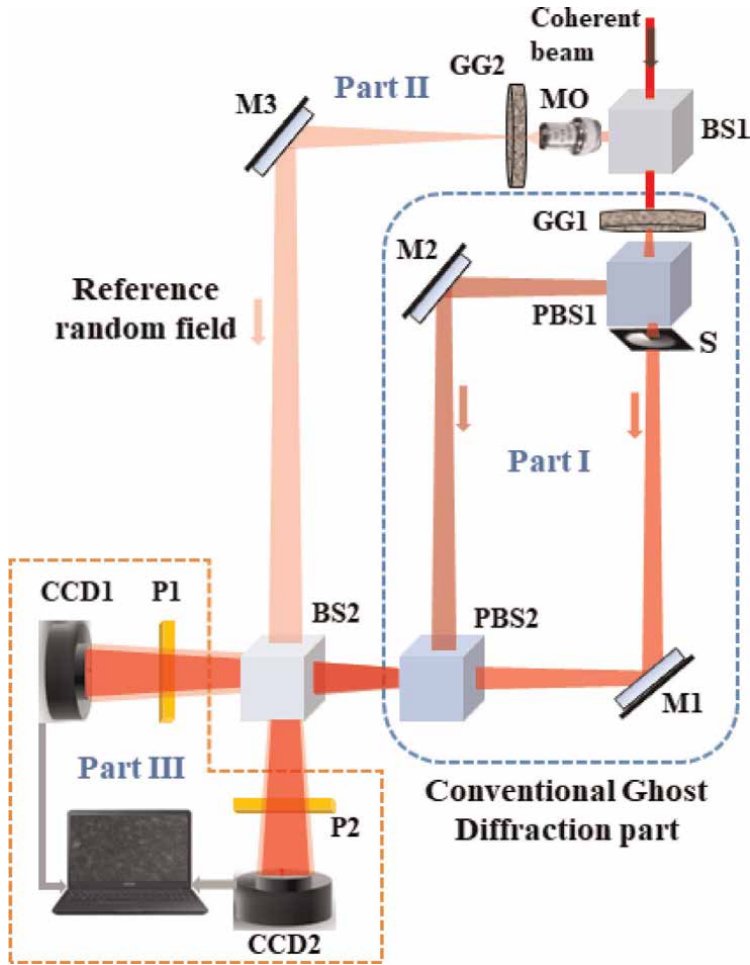 Coherent
beam
GG2
MO
Part II
M3
BS1
GG1
M2
PBS1
S
Reference
random field
Part I
CCD1
P1
BS2
PBS2
M1
Part III
P2
Conventional Ghost
Diffraction part
CCD2